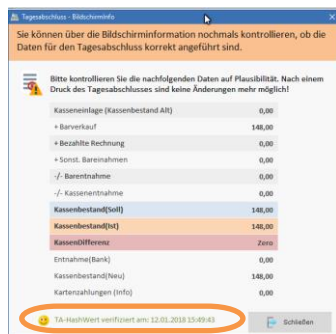 Tagesabschluss - Bildschirminfo
Sie können über die Bildschirminformation nochmals kontrollieren, ob die
Daten für den Tagesabschluss korrekt angeführt sind.
Bitte kontrollieren Sie die nachfolgenden Daten auf Plausibilität. Nach einem
Druck des Tagesabschlusses sind keine Änderungen mehr möglich!
Kasseneinlage (Kassenbestand Alt) 0,00
+ Barverkauf 148,00
+ Bezahlte Rechnung 0,00
+ Sonst. Bareinahmen 0,00
-/- Barentnahme 0,00
-/- Kassenentnahme 0,00
Kassenbestand(Soll) 148,00
Kassenbestand(Ist) 148,00
KassenDifferenz Zero
Entnahme(Bank) 0,00
Kassenbestand(Neu) 148,00
Kartenzahlungen (Info) 0,00
TA-HashWert verifiziert am: 12.01.2018 15:49:43
Schließen